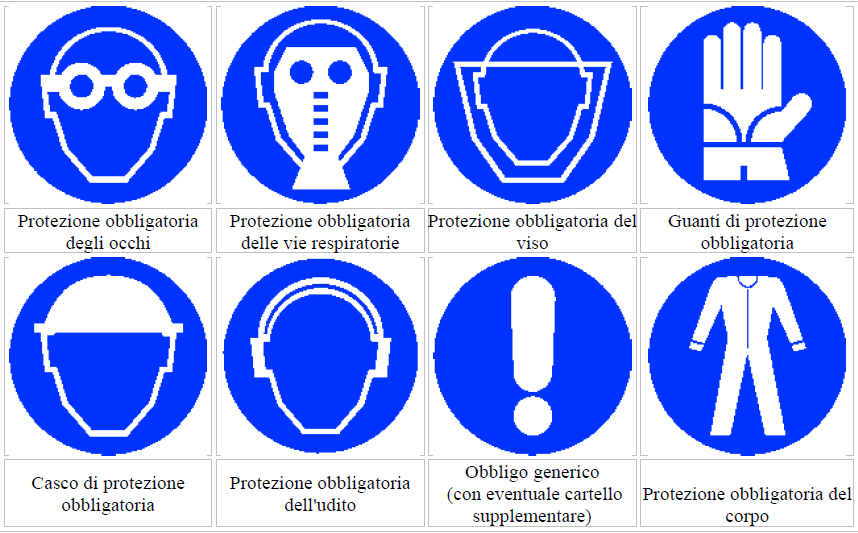 Protezione obbligatoria
degli occhi
Protezione obbligatoria
delle vie respiratorie
Protezione obbligatoria del
viso
Guanti di protezione
obbligatoria
Casco di protezione
obbligatoria
Protezione obbligatoria
dell'udito
Obbligo generico
(con eventuale cartello
supplementare)
Protezione obbligatoria del
corpo